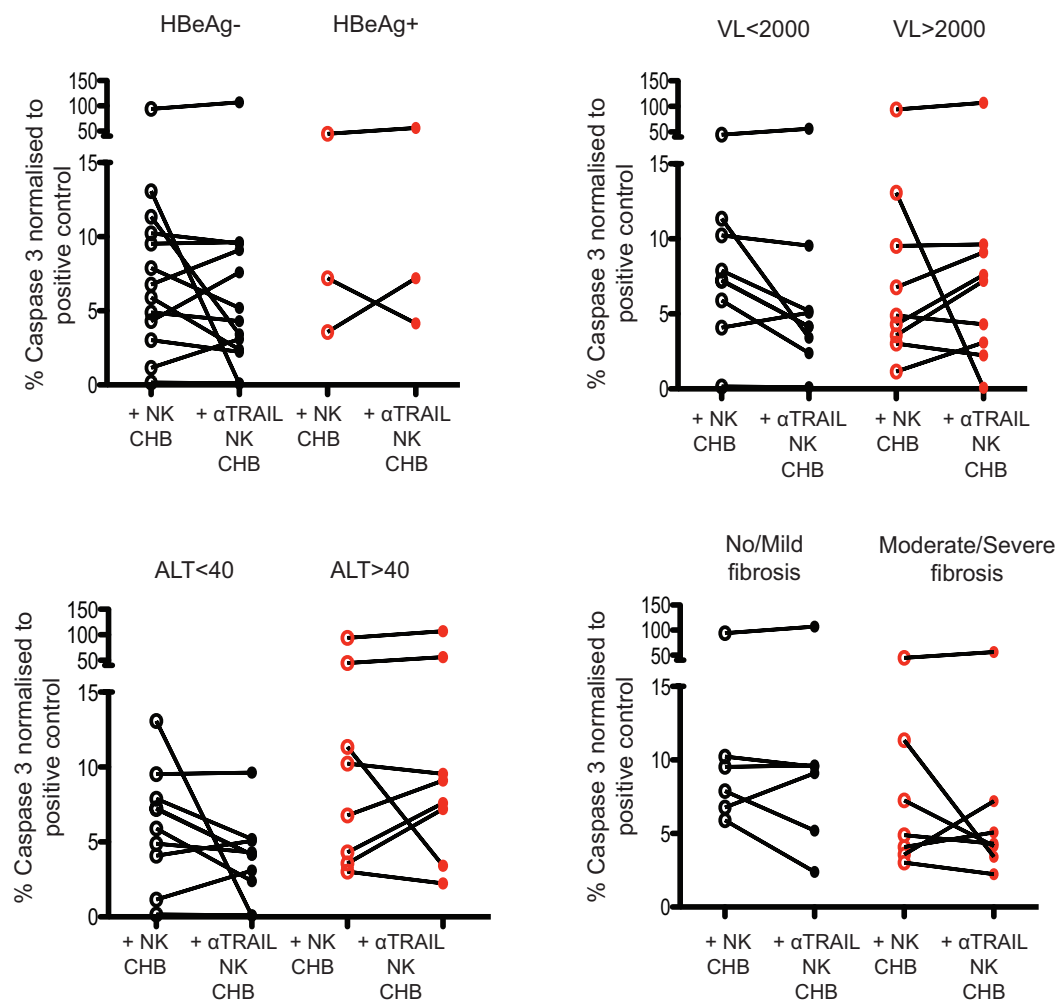 HBeAg- HBeAg+
% Caspase 3 normalised to
positive control
150
100
50
15
10
5
0
+ NK + αTRAIL + NK + αTRAIL
CHB NK CHB NK
CHB CHB
VL<2000 VL>2000
% Caspase 3 normalised to
positive control
150
100
50
15
10
5
0
+ NK + αTRAIL + NK + αTRAIL
CHB NK CHB NK
CHB CHB
ALT<40 ALT>40
% Caspase 3 normalised to
positive control
150
100
50
15
10
5
0
+ NK + αTRAIL + NK + αTRAIL
CHB NK CHB NK
CHB CHB
No/Mild Moderate/Severe
fibrosis fibrosis
% Caspase 3 normalised to
positive control
150
100
50
15
10
5
0
+ NK + αTRAIL + NK + αTRAIL
CHB NK CHB NK
CHB CHB